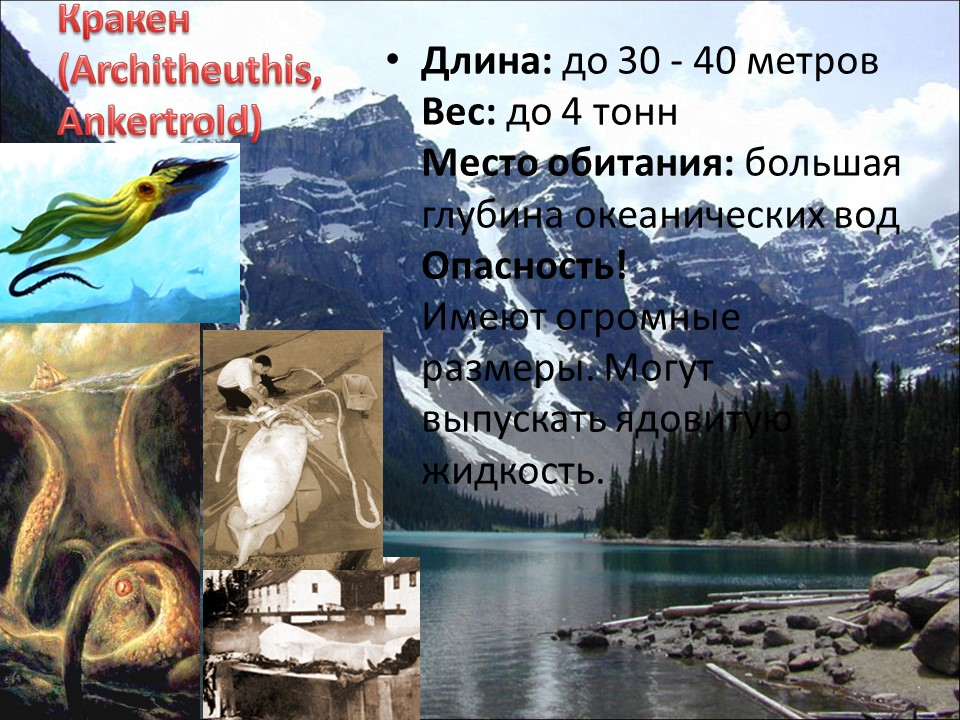 Кракен
(Architheuthis,
Ankertrold)
• Длина: до 30 - 40 метров
Вес: до 4 тонн
Место обитания: большая
глубина океанических вод
Опасность!
Имеют огромные
размеры. Могут
выпускать ядовитую
жидкость.